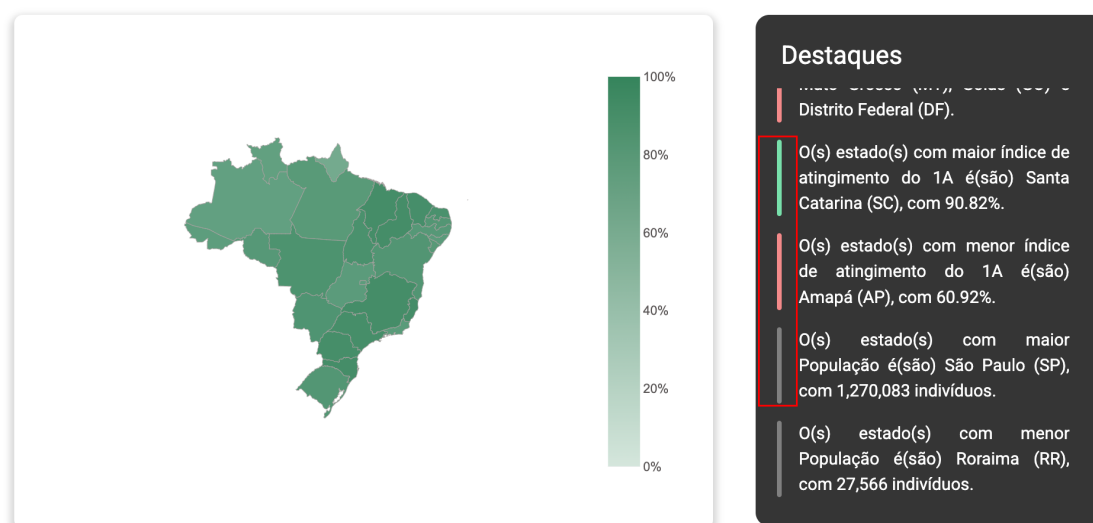 Destaques
Distrito Federal (DF).
O(s) estado(s) com maior índice de
atingimento do 1A é(são) Santa
Catarina (SC), com 90.82%.
O(s) estado(s) com menor índice
de atingimento do 1A é(são)
Amapá (AP), com 60.92%.
O(s) estado(s) com maior
População é(são) São Paulo (SP),
com 1,270,083 indivíduos.
O(s) estado(s) com menor
População é(são) Roraima (RR),
com 27,566 indivíduos.
100%
80%
60%
40%
20%
0%